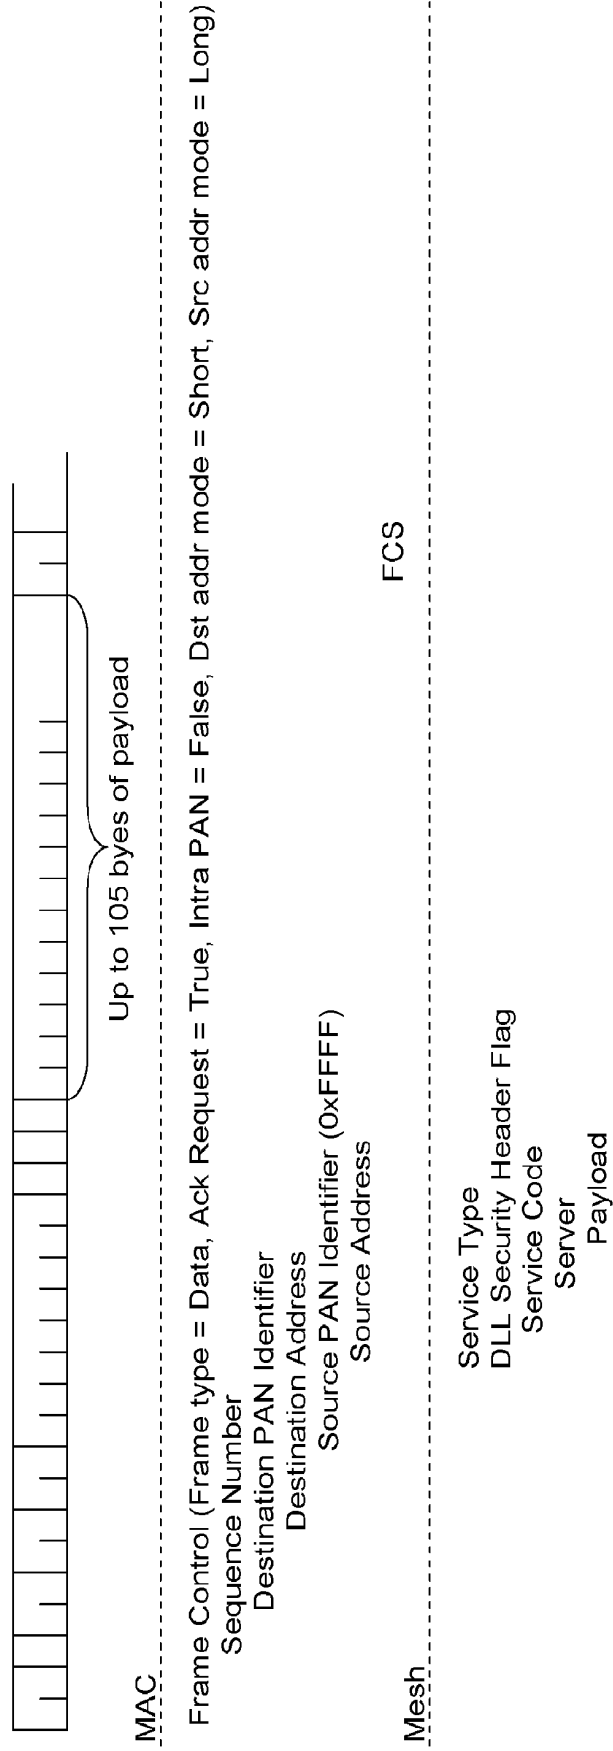 Up to 105 byes of payload
MAC
Frame Control (Frame type = Data, Ack Request = True, Intra PAN = False, Dst addr mode = Short, Src addr mode = Long)
Sequence Number
Destination PAN Identifier
Destination Address
Source PAN Identifier (0xFFFF)
Source Address
FCS
Mesh
Service Type
DLL Security Header Flag
Service Code
Server
Payload